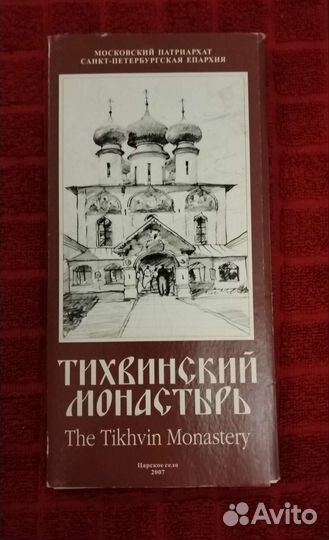 МОСКОВСКИЙ ПАТРИАРХАТ
САНКТ-ПЕТЕРБУРГСКАЯ ЕПАРХИЯ
ТИХВИНСКИЙ
МОНАСТЫРЬ
The Tikhvin Monastery
Царское село
2007
Avito